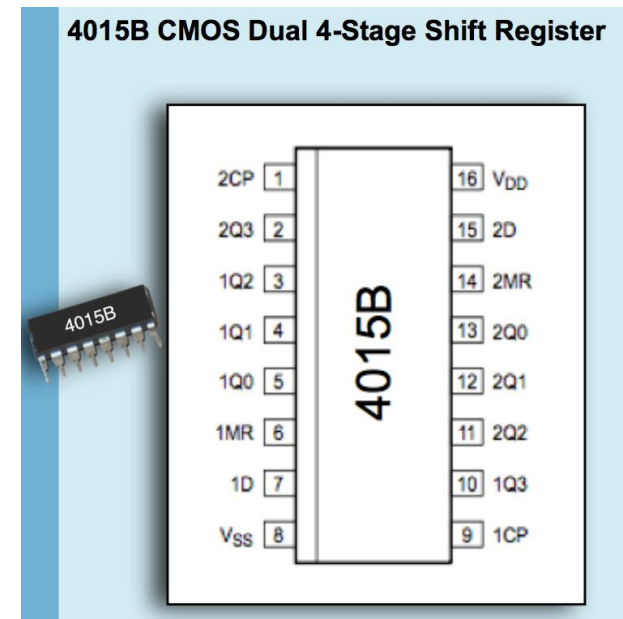 4015B CMOS Dual 4-Stage Shift Register
2CP 1 16 VDD
2Q3 2 15 2D
1Q2 3 14 2MR
1Q1 4 13 2Q0
1Q0 5 12 2Q1
1MR 6 11 2Q2
1D 7 10 1Q3
VSS 8 9 1CP
4015B
4015B